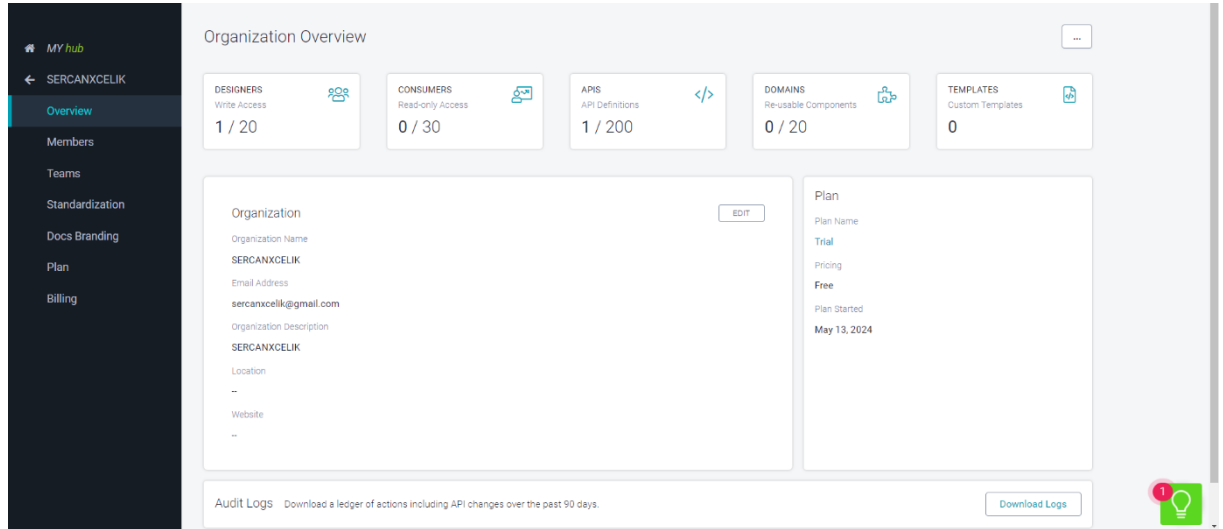 MY hub
SERCANXCELIK
Overview
Members
Teams
Standardization
Docs Branding
Plan
Billing
Organization Overview
...
DESIGNERS
Write Access
1 / 20
CONSUMERS
Read-only Access
0 / 30
APIS
API Definitions
1 / 200
DOMAINS
Re-usable Components
0 / 20
TEMPLATES
Custom Templates
0
Organization
EDIT
Organization Name
SERCANXCELIK
Email Address
sercanxcelik@gmail.com
Organization Description
SERCANXCELIK
Location
--
Website
--
Plan
Plan Name
Trial
Pricing
Free
Plan Started
May 13, 2024
Audit Logs Download a ledger of actions including API changes over the past 90 days.
Download Logs
1